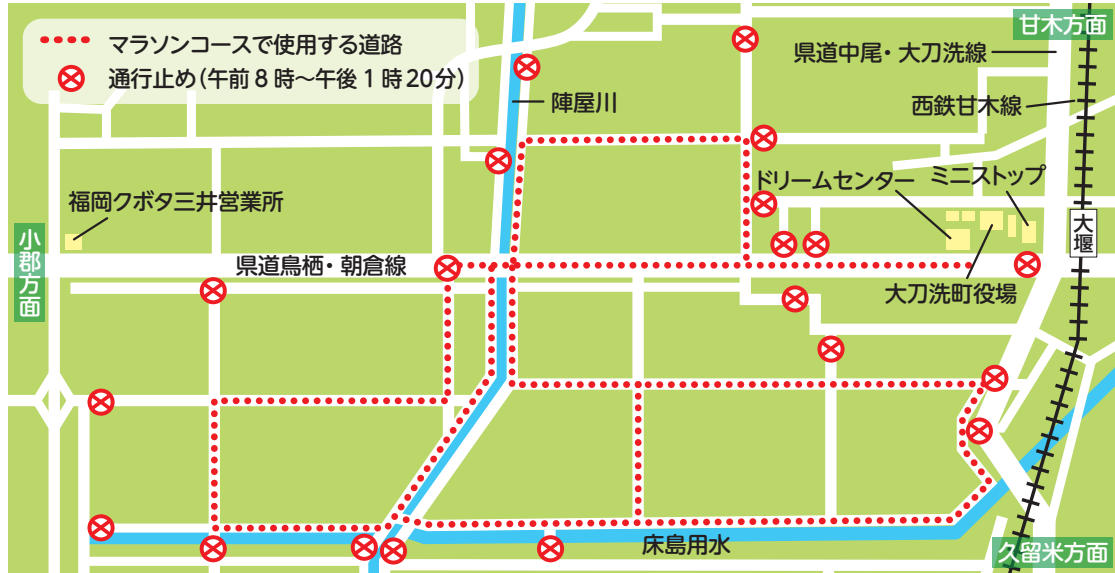 マラソンコースで使用する道路
通行止め(午前8時~午後1時20分)
甘木方面
県道中尾・大刀洗線
陣屋川
西鉄甘木線
ドリームセンター
ミニストップ
福岡クボタ三井営業所
小郡方面
大堰
県道鳥栖・朝倉線
大刀洗町役場
床島用水
久留米方面